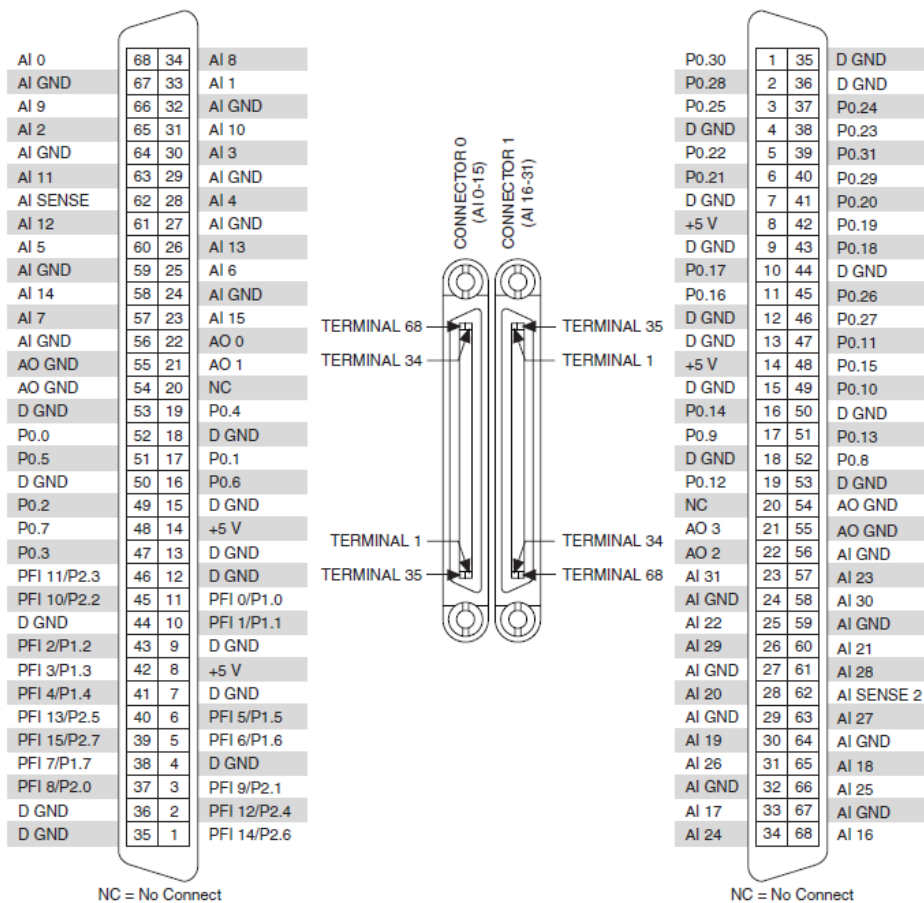 AI 0 68 34 AI 8
AI GND 67 33 AI 1
AI 9 66 32 AI GND
AI 2 65 31 AI 10
AI GND 64 30 AI 3
AI 11 63 29 AI GND
AI SENSE 62 28 AI 4
AI 12 61 27 AI GND
AI 5 60 26 AI 13
AI GND 59 25 AI 6
AI 14 58 24 AI GND
AI 7 57 23 AI 15
AI GND 56 22 AO 0
AO GND 55 21 AO 1
AO GND 54 20 NC
D GND 53 19 P0.4
P0.0 52 18 D GND
P0.5 51 17 P0.1
D GND 50 16 P0.6
P0.2 49 15 D GND
P0.7 48 14 +5 V
P0.3 47 13 D GND
PFI 11/P2.3 46 12 D GND
PFI 10/P2.2 45 11 PFI 0/P1.0
D GND 44 10 PFI 1/P1.1
PFI 2/P1.2 43 9 D GND
PFI 3/P1.3 42 8 +5 V
PFI 4/P1.4 41 7 D GND
PFI 13/P2.5 40 6 PFI 5/P1.5
PFI 15/P2.7 39 5 PFI 6/P1.6
PFI 7/P1.7 38 4 D GND
PFI 8/P2.0 37 3 PFI 9/P2.1
D GND 36 2 PFI 12/P2.4
D GND 35 1 PFI 14/P2.6
NC = No Connect
CONNECTOR 0
(AI 0-15)
CONNECTOR 1
(AI 16-31)
TERMINAL 68
TERMINAL 34
TERMINAL 35
TERMINAL 1
TERMINAL 1
TERMINAL 35
TERMINAL 34
TERMINAL 68
P0.30 1 35 D GND
P0.28 2 36 D GND
P0.25 3 37 P0.24
D GND 4 38 P0.23
P0.22 5 39 P0.31
P0.21 6 40 P0.29
D GND 7 41 P0.20
+5 V 8 42 P0.19
D GND 9 43 P0.18
P0.17 10 44 D GND
P0.16 11 45 P0.26
D GND 12 46 P0.27
D GND 13 47 P0.11
+5 V 14 48 P0.15
D GND 15 49 P0.10
P0.14 16 50 D GND
P0.9 17 51 P0.13
D GND 18 52 P0.8
P0.12 19 53 D GND
NC 20 54 AO GND
AO 3 21 55 AO GND
AO 2 22 56 AI GND
AI 31 23 57 AI 23
AI GND 24 58 AI 30
AI 22 25 59 AI GND
AI 29 26 60 AI 21
AI GND 27 61 AI 28
AI 20 28 62 AI SENSE 2
AI GND 29 63 AI 27
AI 19 30 64 AI GND
AI 26 31 65 AI 18
AI GND 32 66 AI 25
AI 17 33 67 AI GND
AI 24 34 68 AI 16
NC = No Connect